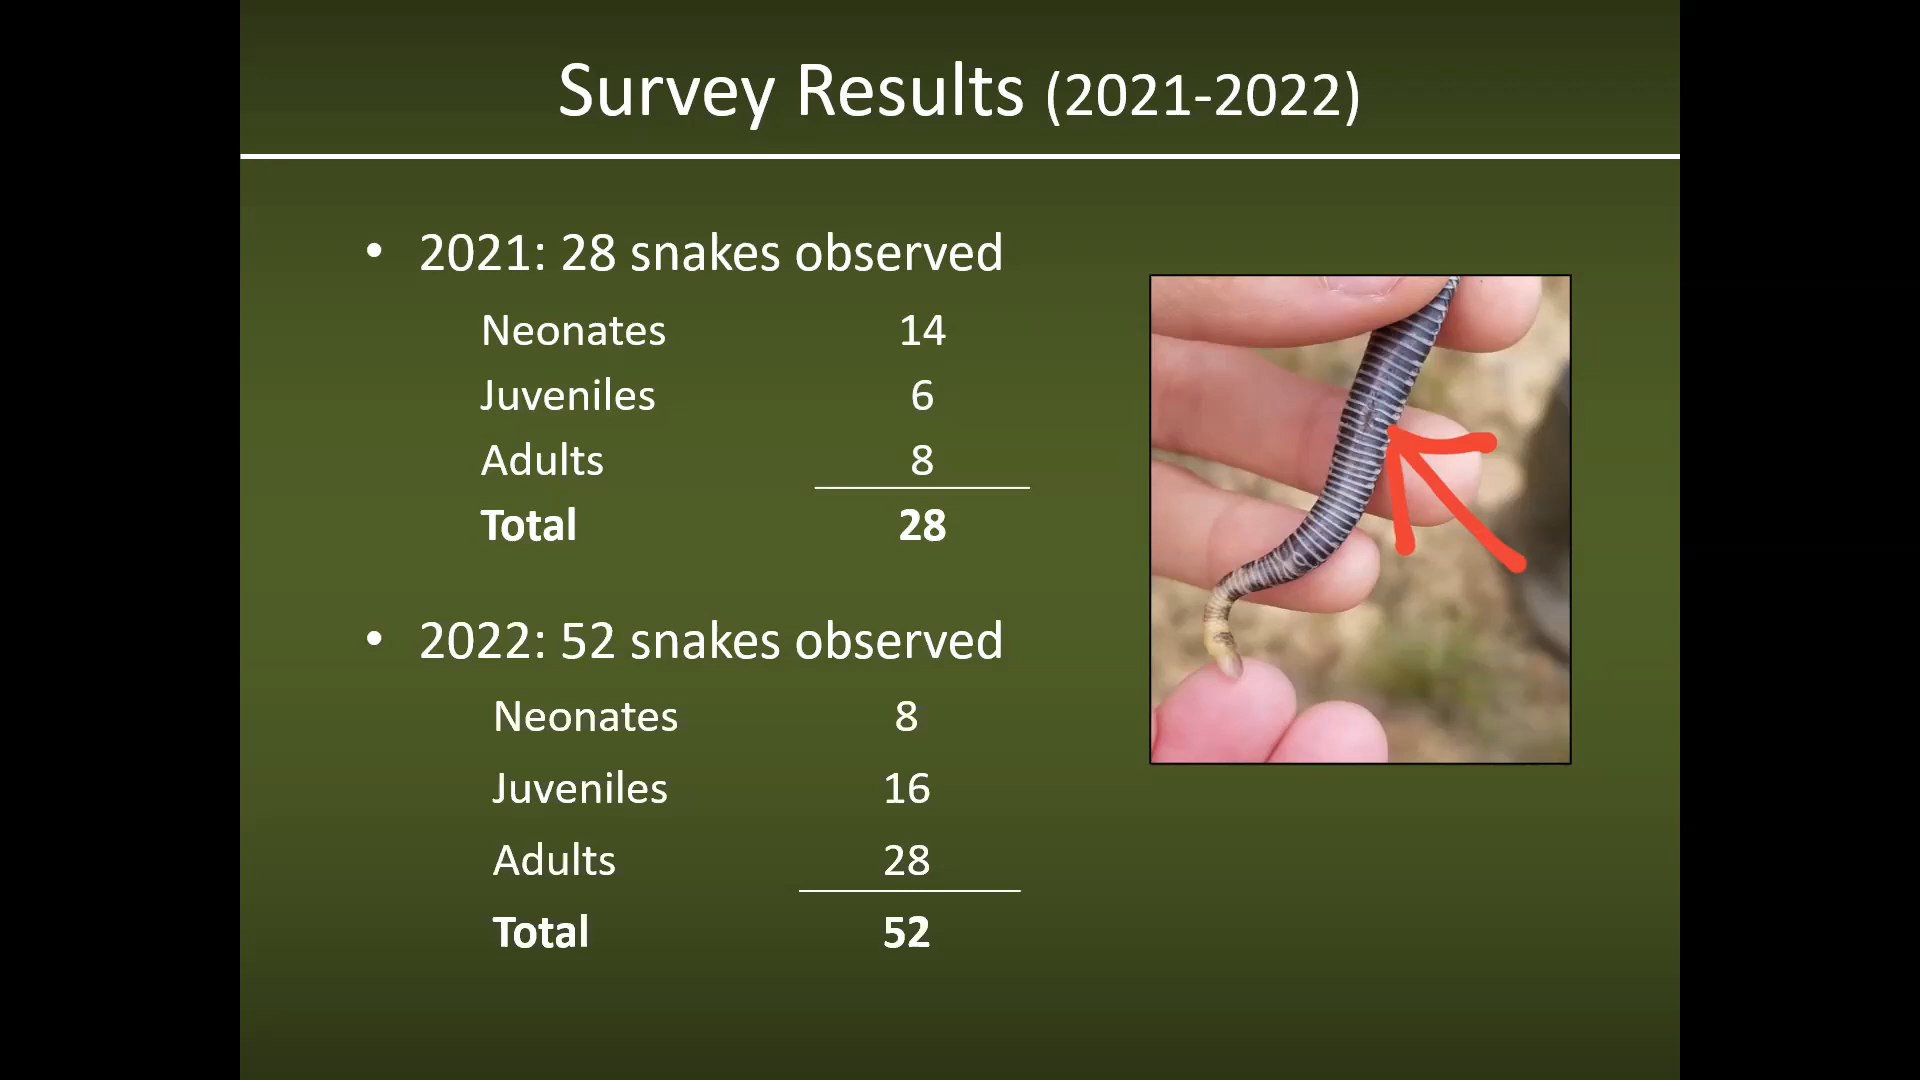 Survey Results (2021-2022)
• 2021: 28 snakes observed
Neonates 14
Juveniles 6
Adults 8
Total 28
• 2022: 52 snakes observed
Neonates 8
Juveniles 16
Adults 28
Total 52